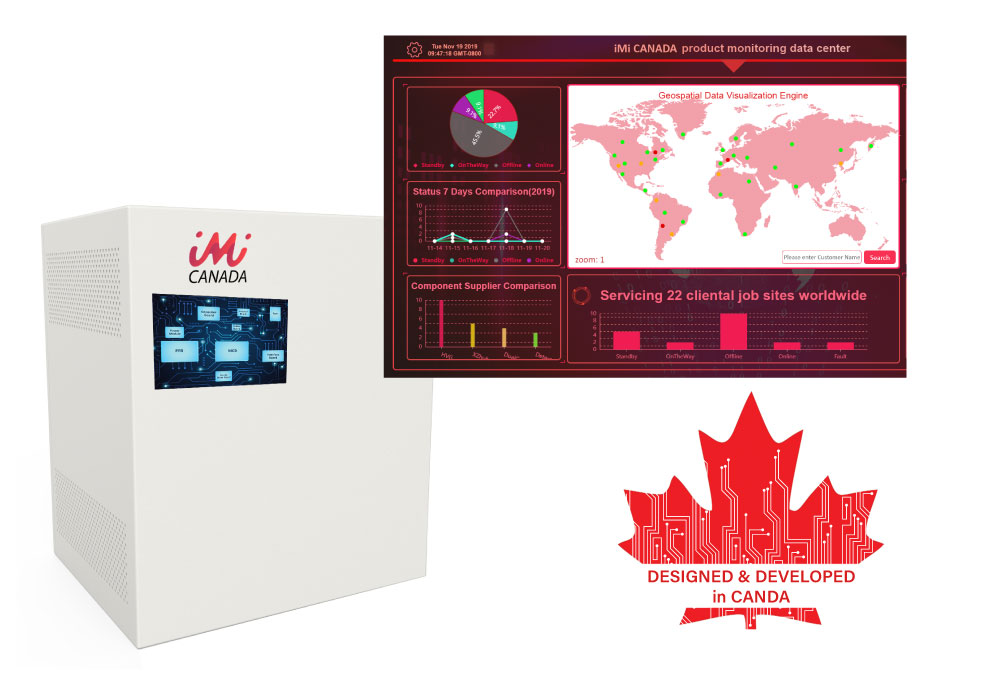 iMi
CANADA
Tue Nov 19 2019
09:47:18 GMT-0800
iMi CANADA product monitoring data center
22.7%
9.1%
45.5%
9.1%
Standby OnTheWay Offline Online
Status 7 Days Comparison(2019)
10
8
6
4
2
0
11-14 11-15 11-16 11-17 11-18 11-19 11-20
Standby OnTheWay Offline Online
Component Supplier Comparison
10
8
6
4
2
0
Geospatial Data Visualization Engine
zoom: 1
Please enter Customer Name
Search
Servicing 22 cliental job sites worldwide
10
8
6
4
2
0
Standby OnTheWay Offline Online Fault
DESIGNED & DEVELOPED
in CANDA